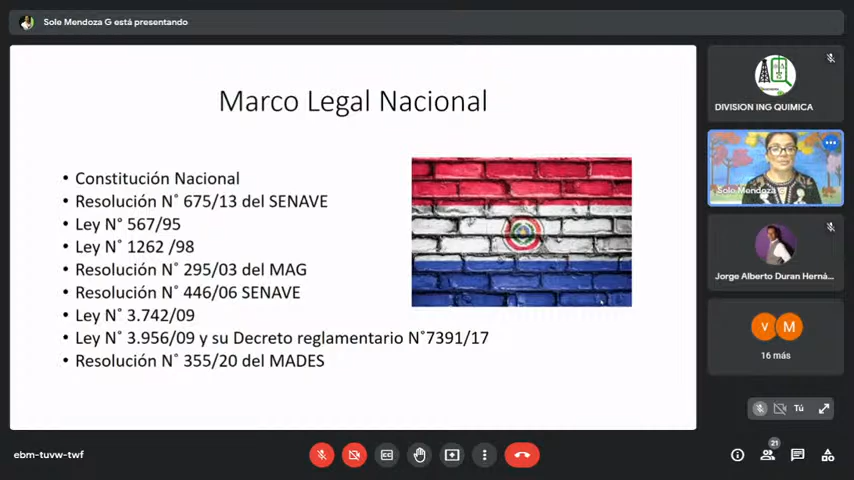 Sole Mendoza G está presentando
Marco Legal Nacional
• Constitución Nacional
• Resolución N° 675/13 del SENAVE
• Ley N° 567/95
• Ley N° 1262 /98
• Resolución N° 295/03 del MAG
• Resolución N° 446/06 SENAVE
• Ley N° 3.742/09
• Ley N° 3.956/09 y su Decreto reglamentario N°7391/17
• Resolución N° 355/20 del MADES
DIVISION ING QUIMICA
Sole Mendoza
Jorge Alberto Duran Herná...
V M
16 más
Tú
ebm-tuvw-twf
21